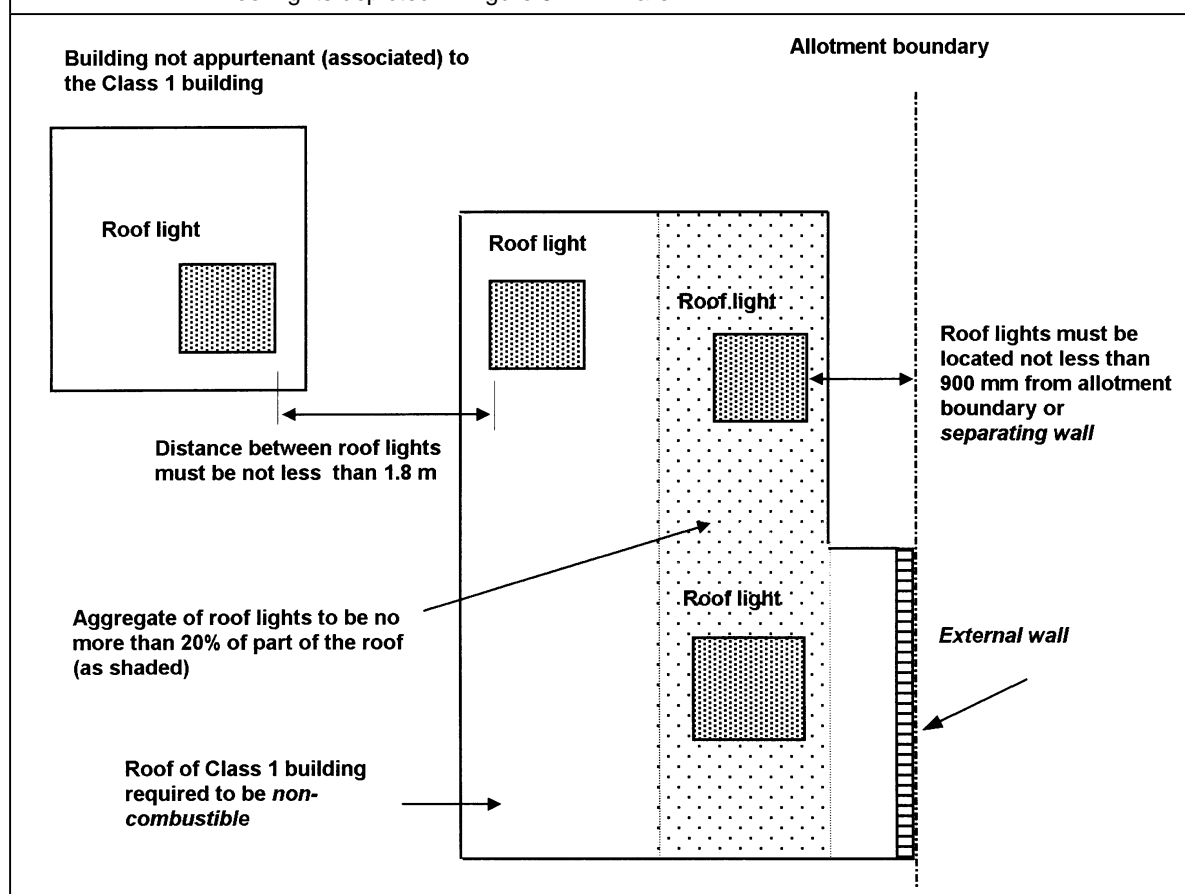 Building not appurtenant (associated) to
the Class 1 building
Allotment boundary
Roof light
Roof light
Roof light
Roof lights must be
located not less than
900 mm from allotment
boundary or
separating wall
Distance between roof lights
must be not less than 1.8 m
Aggregate of roof lights to be no
more than 20% of part of the roof
(as shaded)
Roof light
External wall
Roof of Class 1 building
required to be non-
combustible